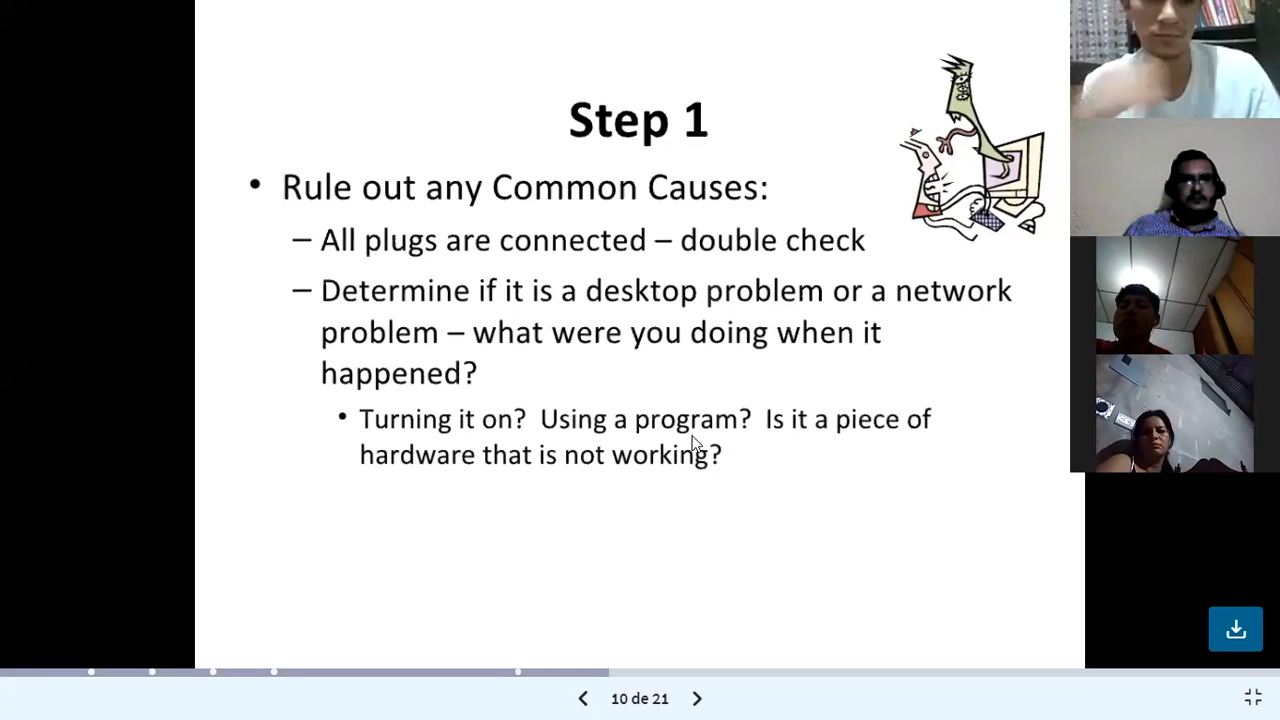 Step 1
• Rule out any Common Causes:
– All plugs are connected – double check
– Determine if it is a desktop problem or a network
problem – what were you doing when it
happened?
• Turning it on?  Using a program?  Is it a piece of
hardware that is not working?
10 de 21